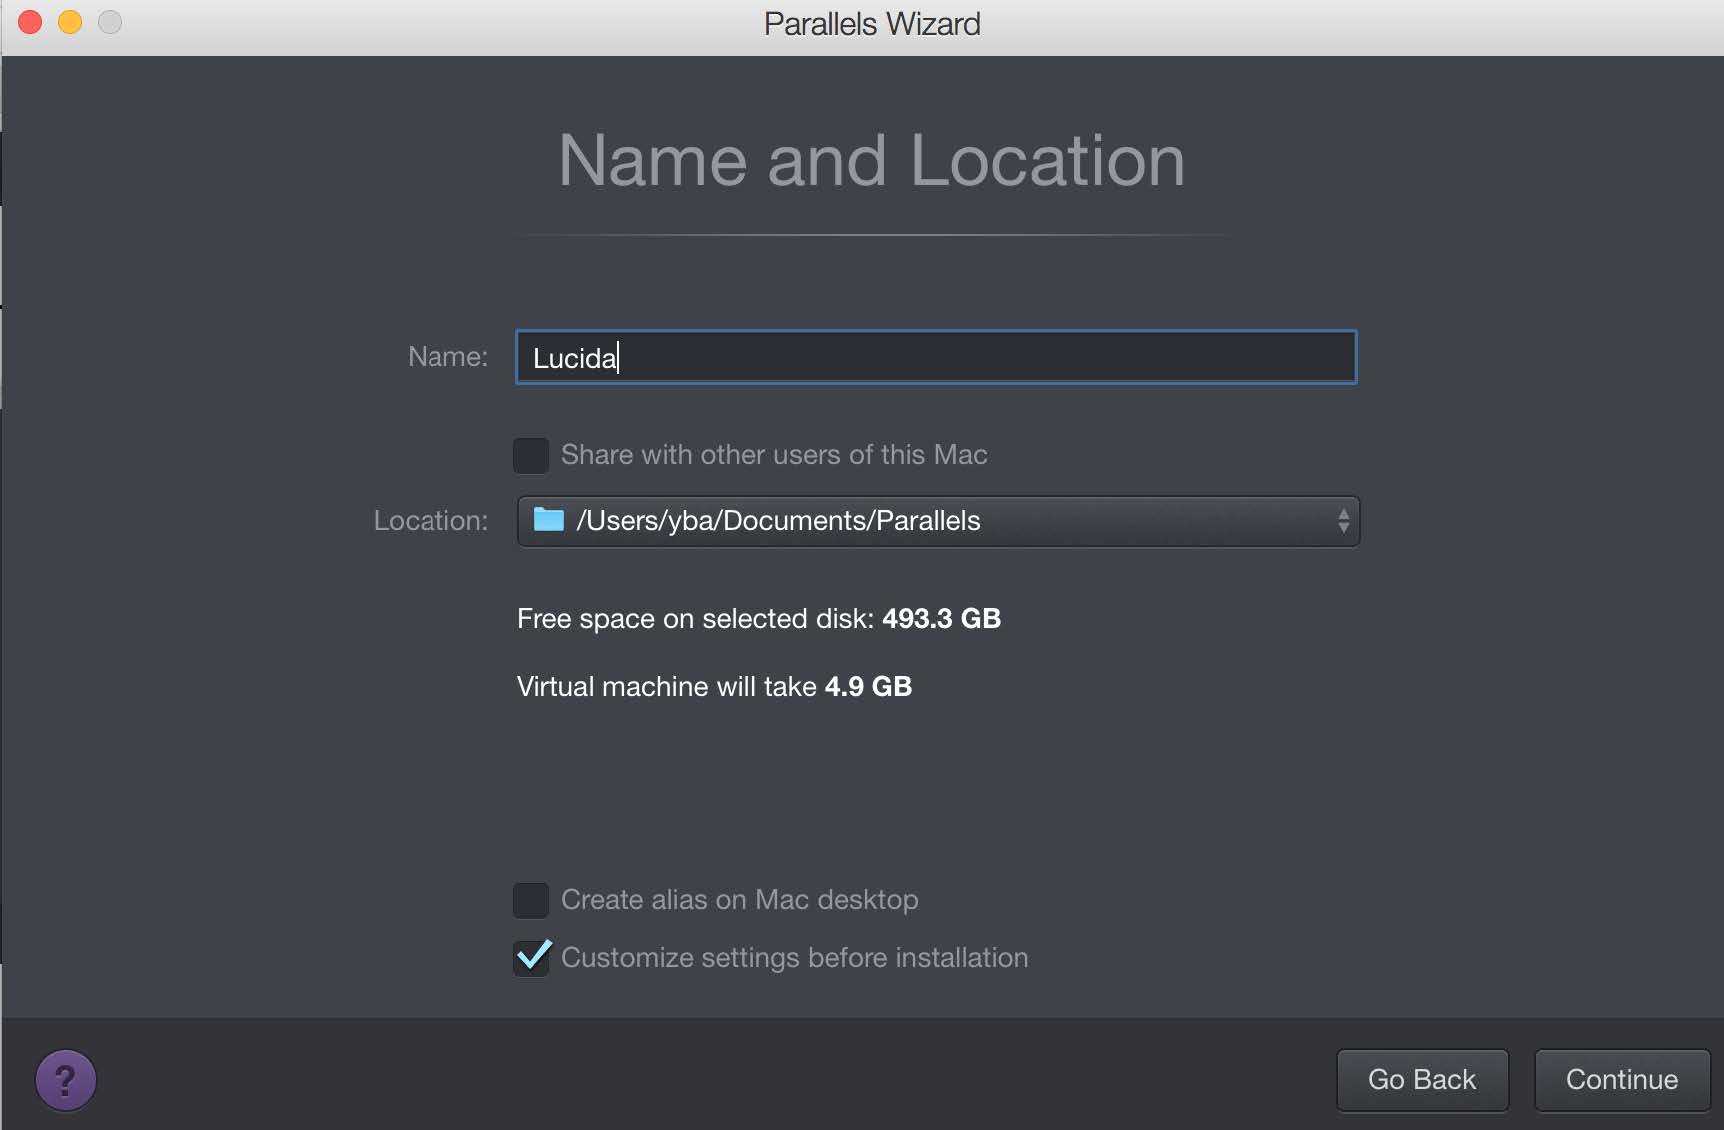 Parallels Wizard
Name and Location
Name: Lucida
Share with other users of this Mac
Location: /Users/yba/Documents/Parallels
Free space on selected disk: 493.3 GB
Virtual machine will take 4.9 GB
Create alias on Mac desktop
Customize settings before installation
? Go Back Continue